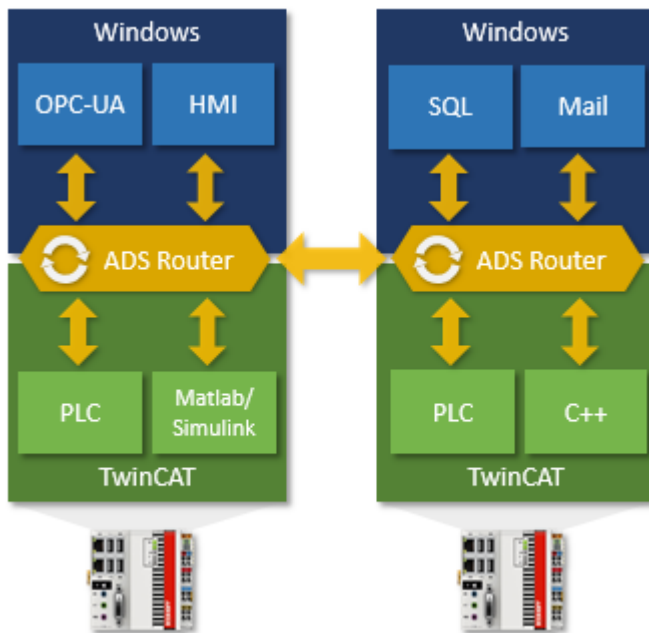 Windows
OPC-UA
HMI
ADS Router
PLC
Matlab/
Simulink
TwinCAT
Windows
SQL
Mail
ADS Router
PLC
C++
TwinCAT